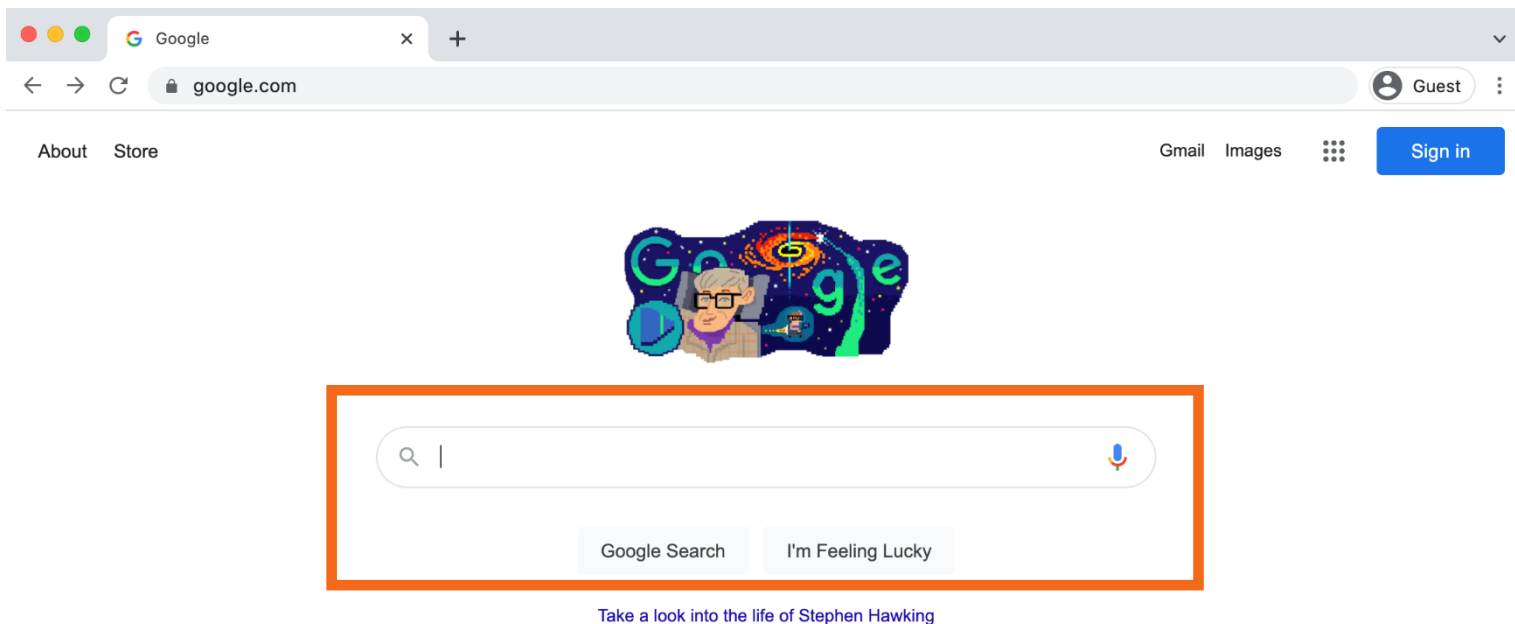 Google
google.com
Guest
About Store
Gmail Images
Sign in
Google
Google Search
I'm Feeling Lucky
Take a look into the life of Stephen Hawking